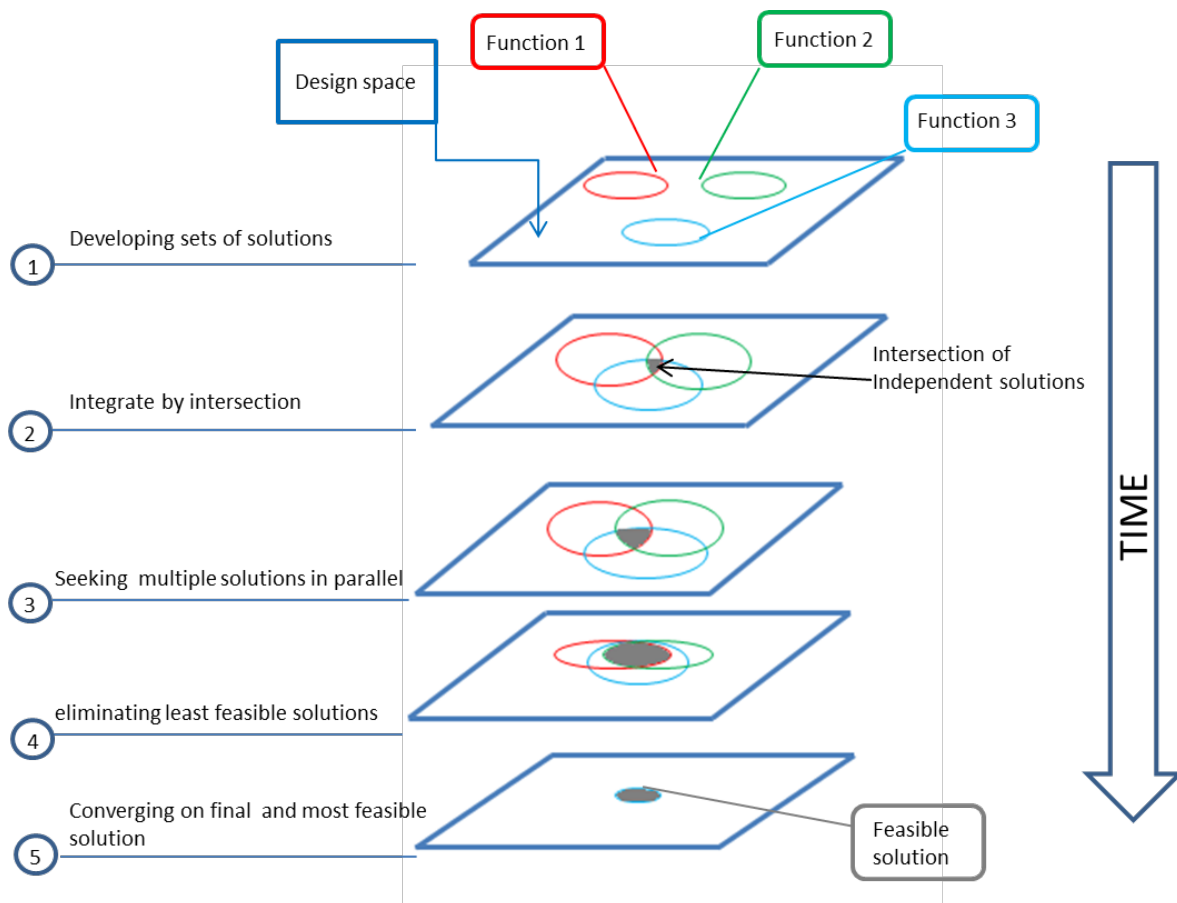 Function 1
Function 2
Design space
Function 3
Developing sets of solutions
1
Intersection of
Independent solutions
Integrate by intersection
2
TIME
Seeking multiple solutions in parallel
3
eliminating least feasible solutions
4
Converging on final and most feasible
solution
5
Feasible
solution